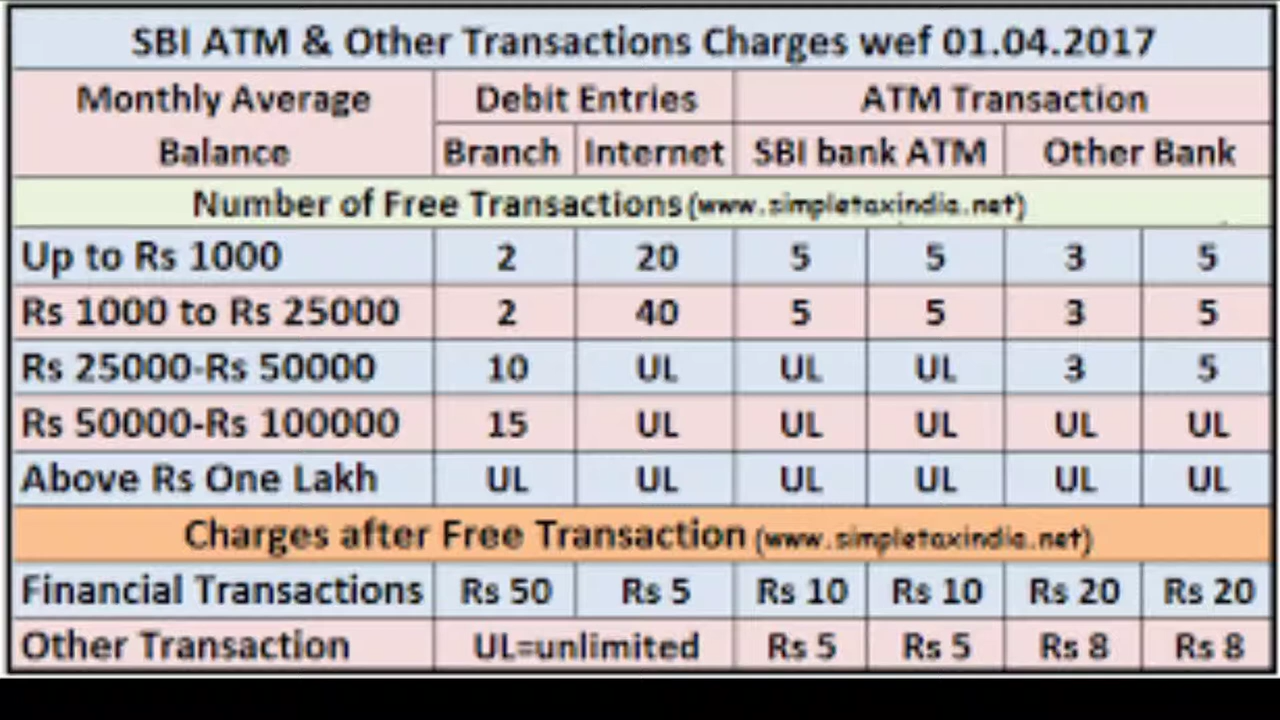 SBI ATM & Other Transactions Charges wef 01.04.2017
Monthly Average Balance Debit Entries ATM Transaction
Branch Internet SBI bank ATM Other Bank
Number of Free Transactions (www.simpletaxindia.net)
Up to Rs 1000 2 20 5 5 3 5
Rs 1000 to Rs 25000 2 40 5 5 3 5
Rs 25000-Rs 50000 10 UL UL UL 3 5
Rs 50000-Rs 100000 15 UL UL UL UL UL
Above Rs One Lakh UL UL UL UL UL UL
Charges after Free Transaction (www.simpletaxindia.net)
Financial Transactions Rs 50 Rs 5 Rs 10 Rs 10 Rs 20 Rs 20
Other Transaction UL=unlimited Rs 5 Rs 5 Rs 8 Rs 8